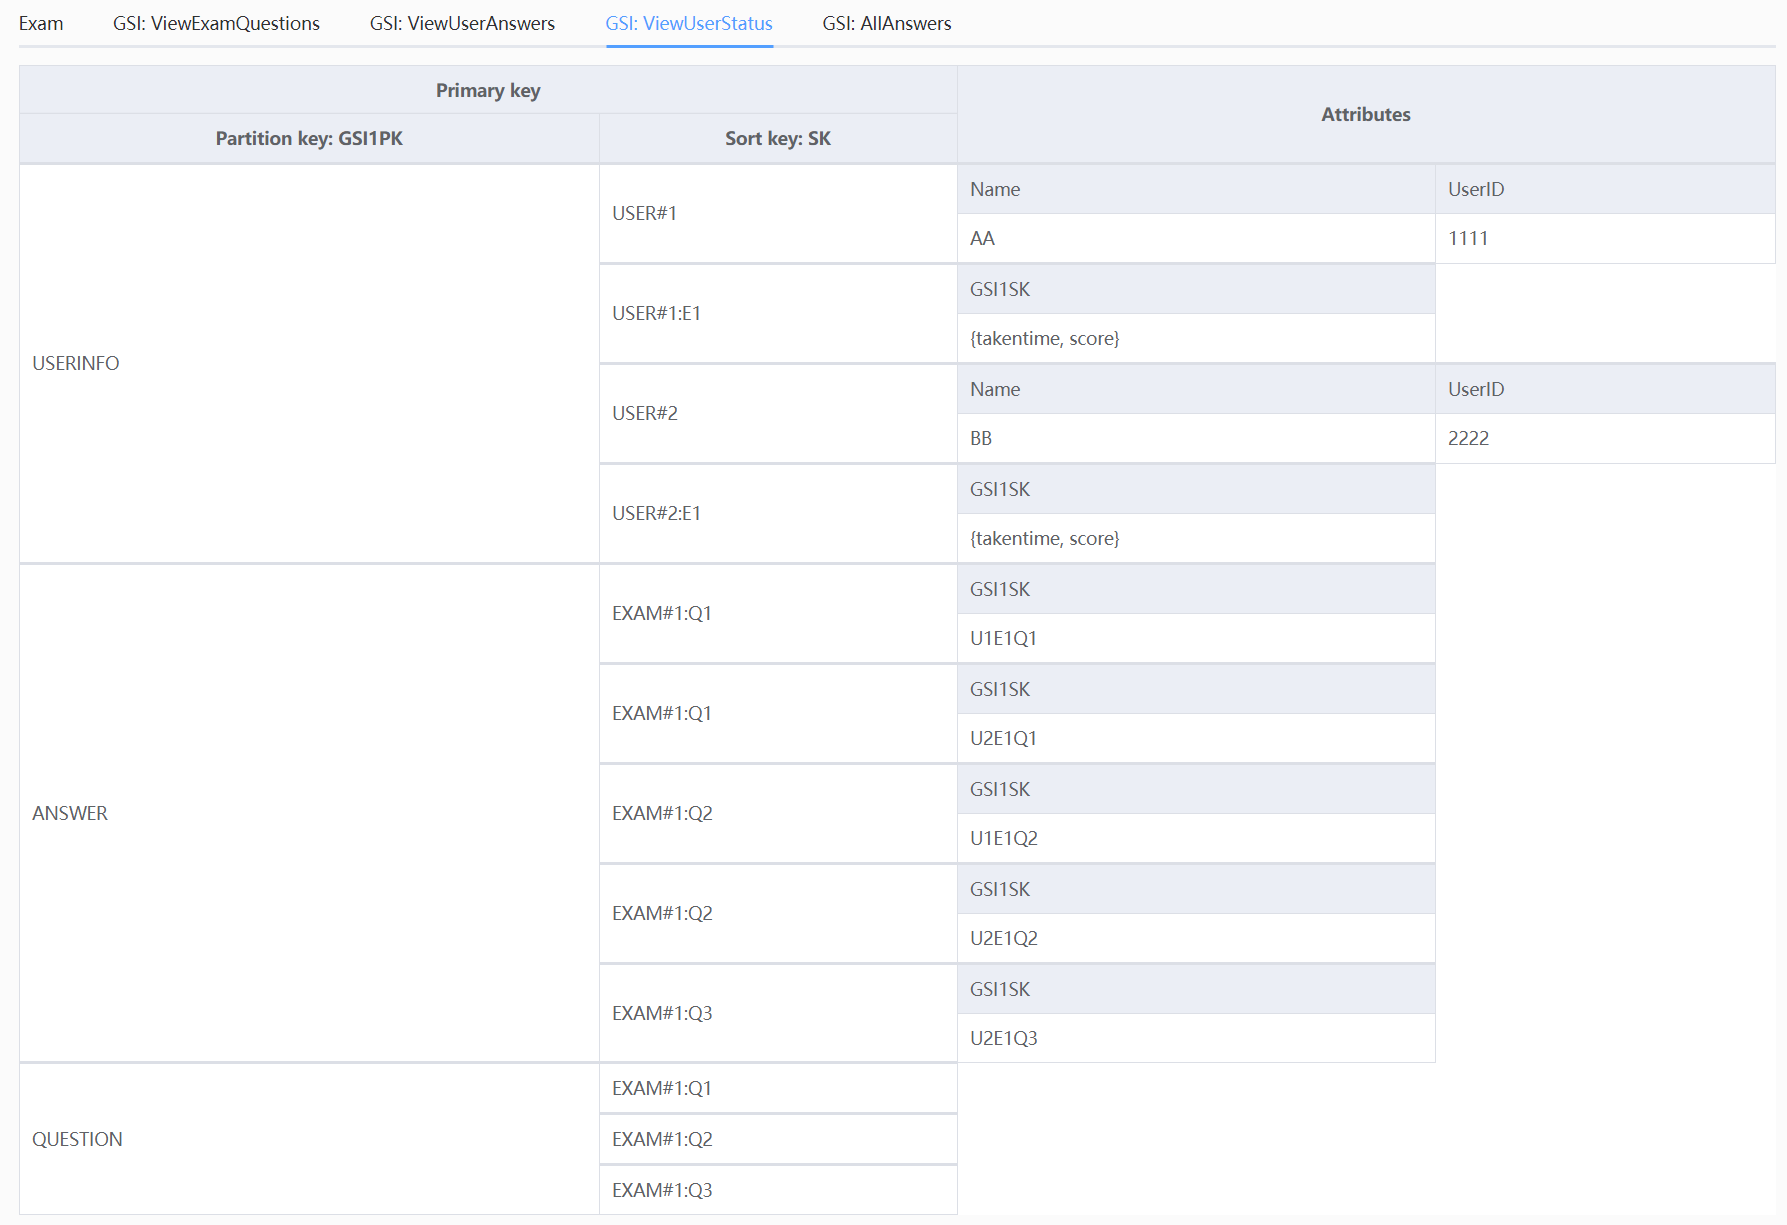 Exam GSI: ViewExamQuestions GSI: ViewUserAnswers GSI: ViewUserStatus GSI: AllAnswers
Primary key
Attributes
Partition key: GSI1PK Sort key: SK
USERINFO
USER#1
Name UserID
AA 1111
USER#1:E1
GSI1SK
{takentime, score}
USER#2
Name UserID
BB 2222
USER#2:E1
GSI1SK
{takentime, score}
ANSWER
EXAM#1:Q1
GSI1SK
U1E1Q1
EXAM#1:Q1
GSI1SK
U2E1Q1
EXAM#1:Q2
GSI1SK
U1E1Q2
EXAM#1:Q2
GSI1SK
U2E1Q2
EXAM#1:Q3
GSI1SK
U2E1Q3
QUESTION
EXAM#1:Q1
EXAM#1:Q2
EXAM#1:Q3